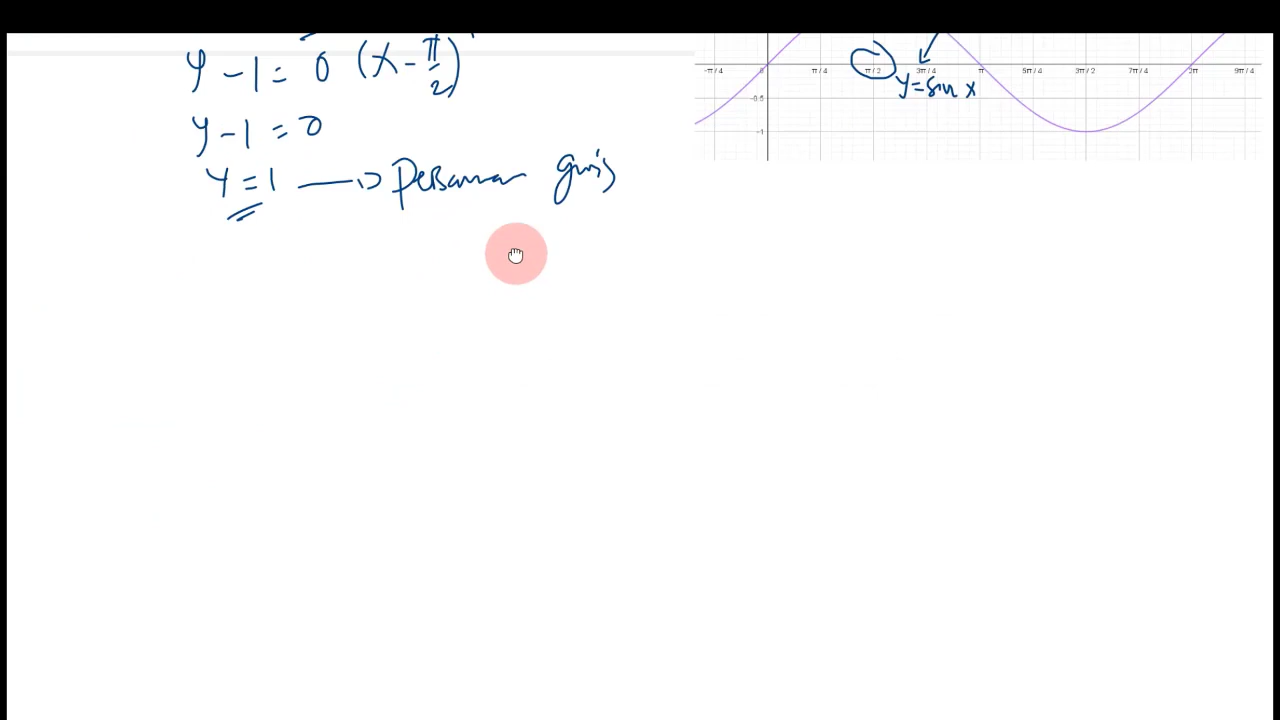 y - 1 = 0 (x - π/2)
y - 1 = 0
y = 1 → persamaan garis
-π/4 0 π/4 π/2 3π/4 π 5π/4 3π/2 7π/4 2π 9π/4
y = sin x
-0.5
-1